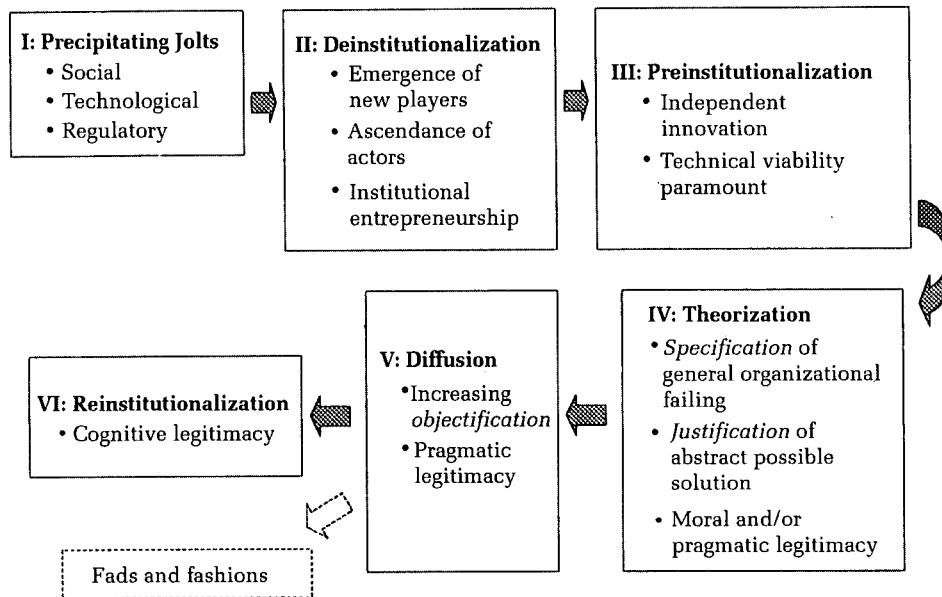 I: Precipitating Jolts
• Social
• Technological
• Regulatory
II: Deinstitutionalization
• Emergence of
new players
• Ascendance of
actors
• Institutional
entrepreneurship
III: Preinstitutionalization
• Independent
innovation
• Technical viability
paramount
IV: Theorization
• Specification of
general organizational
failing
• Justification of
abstract possible
solution
• Moral and/or
pragmatic legitimacy
V: Diffusion
• Increasing
objectification
• Pragmatic
legitimacy
VI: Reinstitutionalization
• Cognitive legitimacy
Fads and fashions